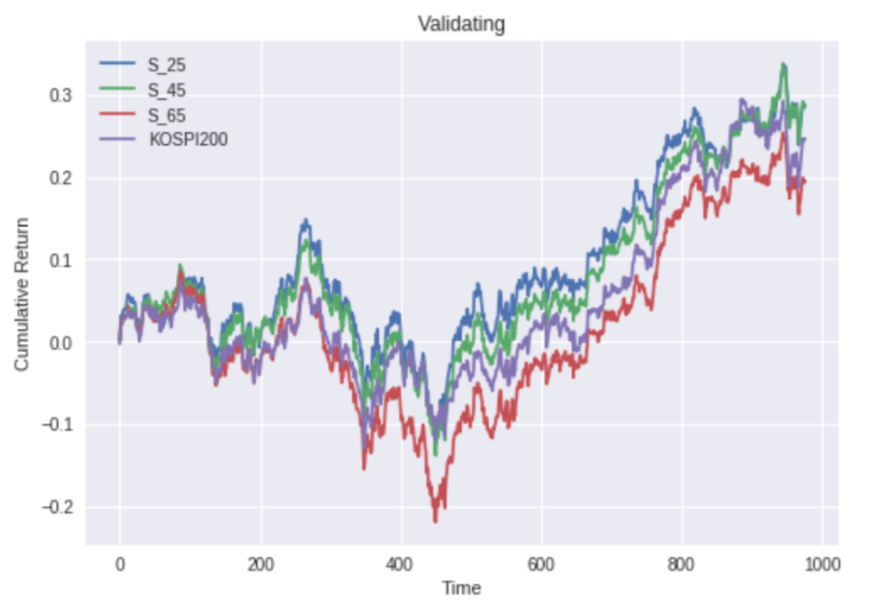 Validating
S_25
S_45
S_65
KOSPI200
Cumulative Return
0.3
0.2
0.1
0.0
−0.1
−0.2
0 200 400 600 800 1000
Time